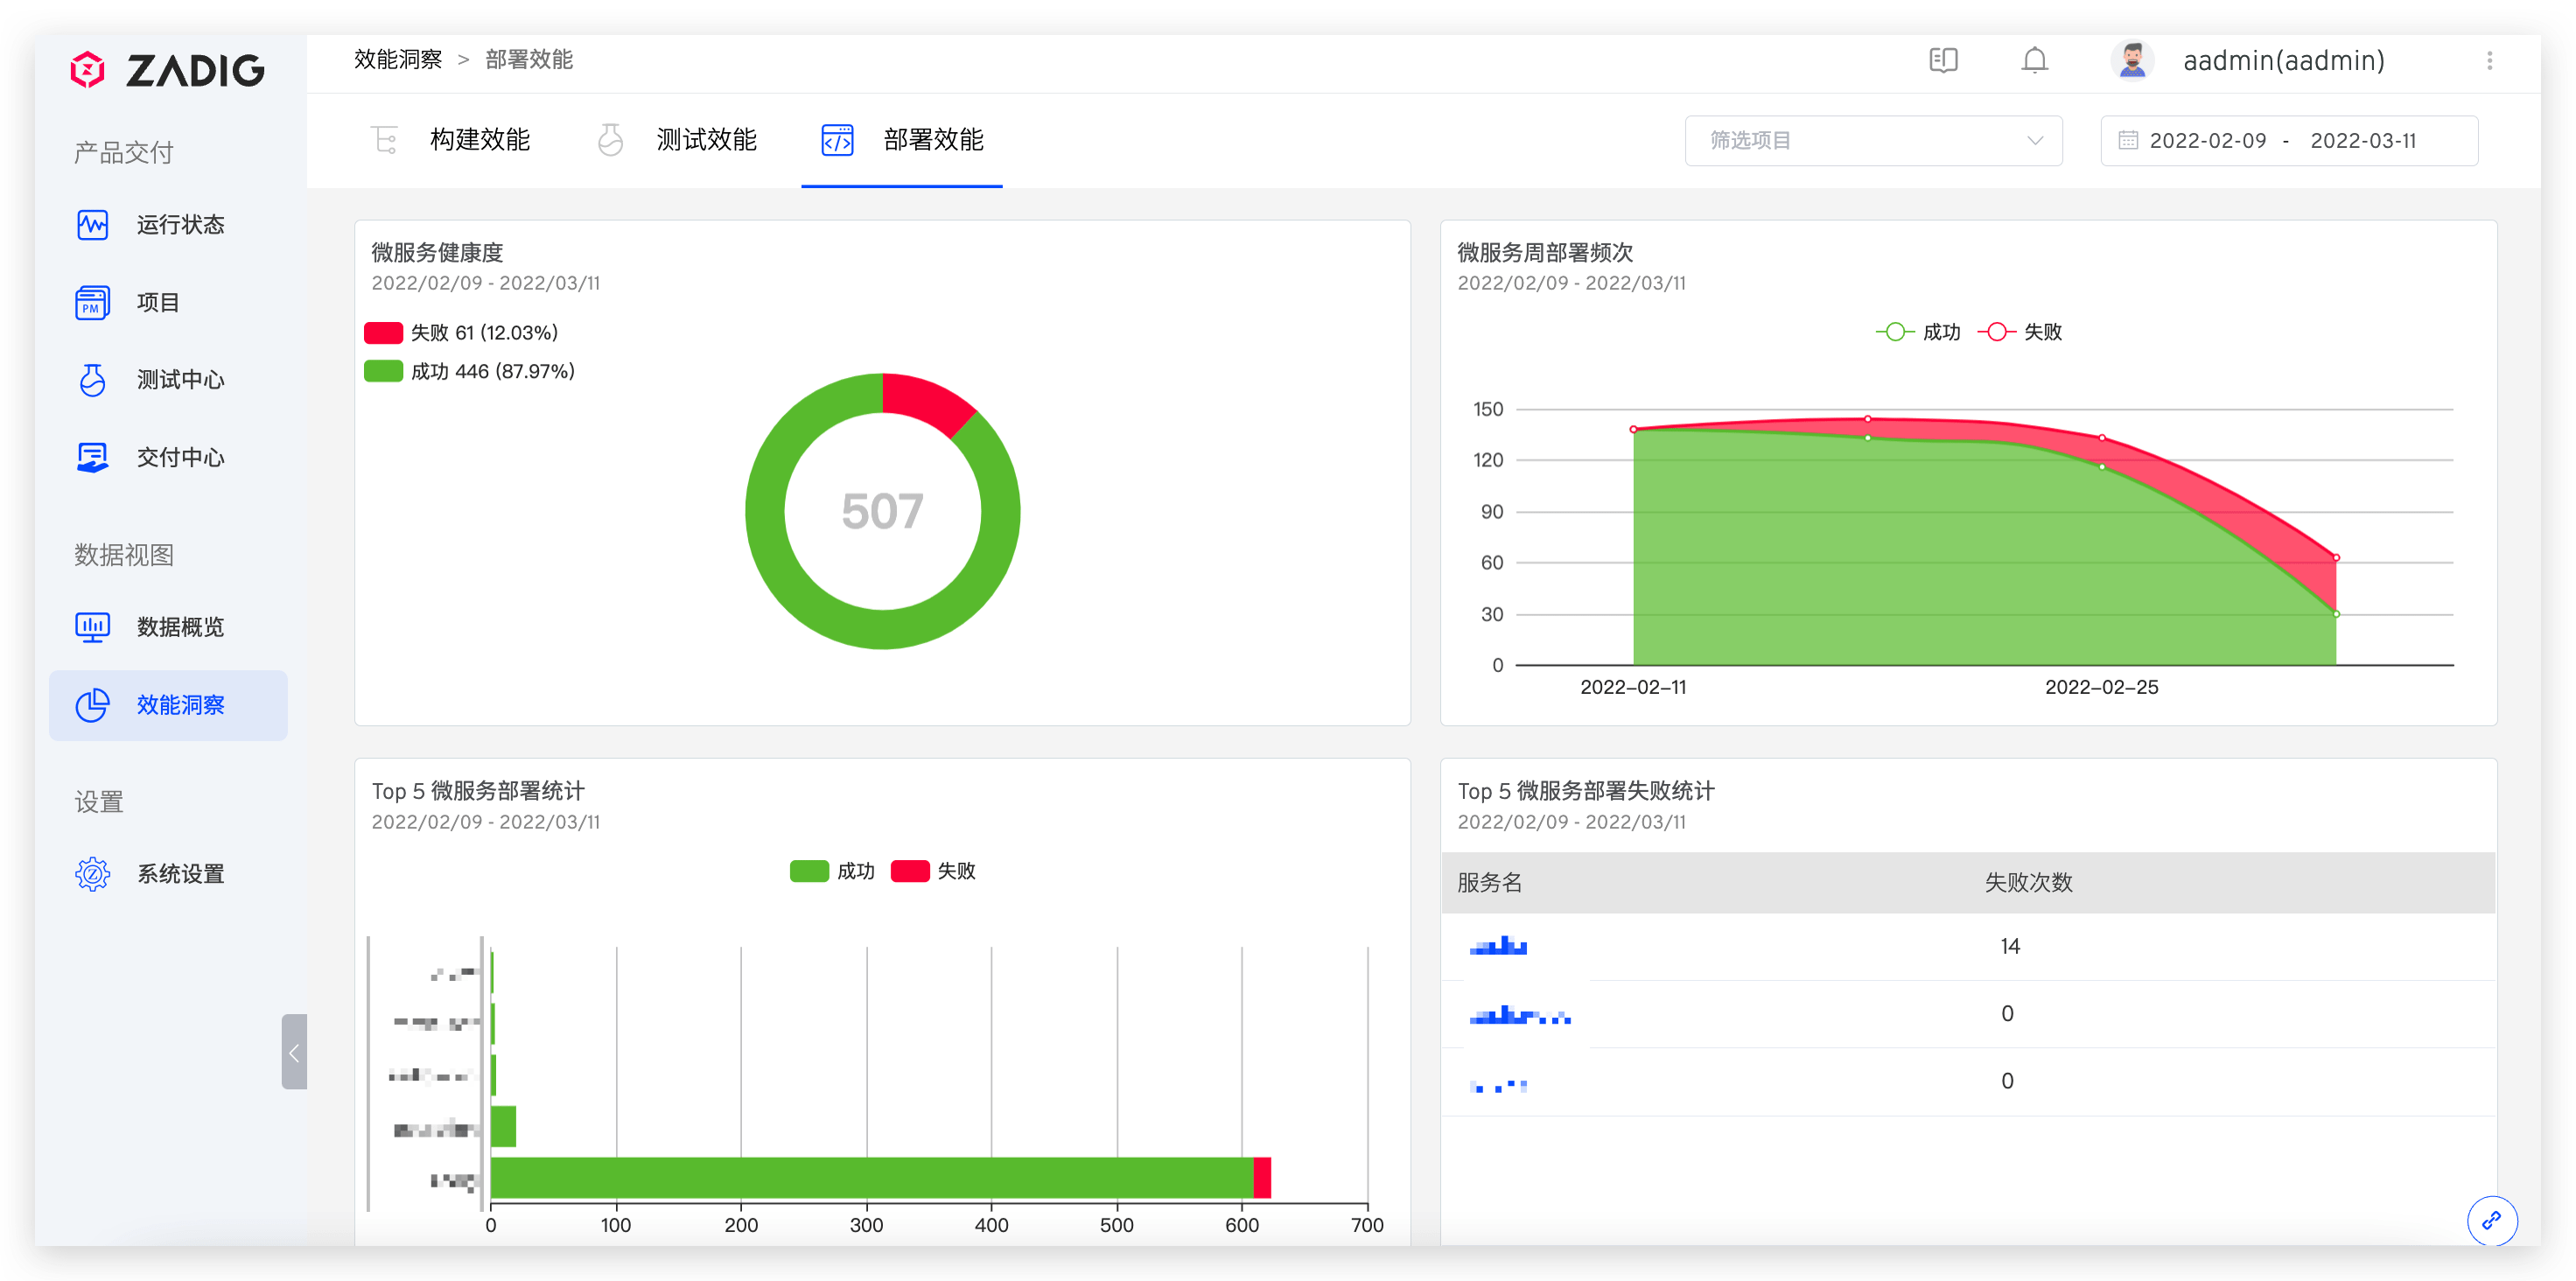 ZADIG
效能洞察 > 部署效能
aadmin(aadmin)
构建效能
测试效能
部署效能
筛选项目
2022-02-09 - 2022-03-11
产品交付
运行状态
PM
项目
测试中心
交付中心
数据视图
数据概览
效能洞察
设置
系统设置
微服务健康度
2022/02/09 - 2022/03/11
失败 61 (12.03%)
成功 446 (87.97%)
507
微服务周部署频次
2022/02/09 - 2022/03/11
成功 失败
150
120
90
60
30
0
2022-02-11 2022-02-25
Top 5 微服务部署统计
2022/02/09 - 2022/03/11
成功 失败
0 100 200 300 400 500 600 700
Top 5 微服务部署失败统计
2022/02/09 - 2022/03/11
服务名 失败次数
14
0
0